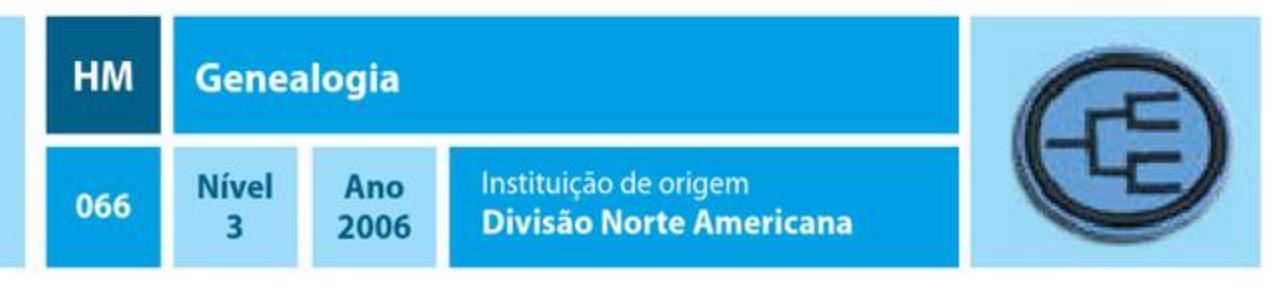 HM
Genealogia
066
Nível
3
Ano
2006
Instituição de origem
Divisão Norte Americana